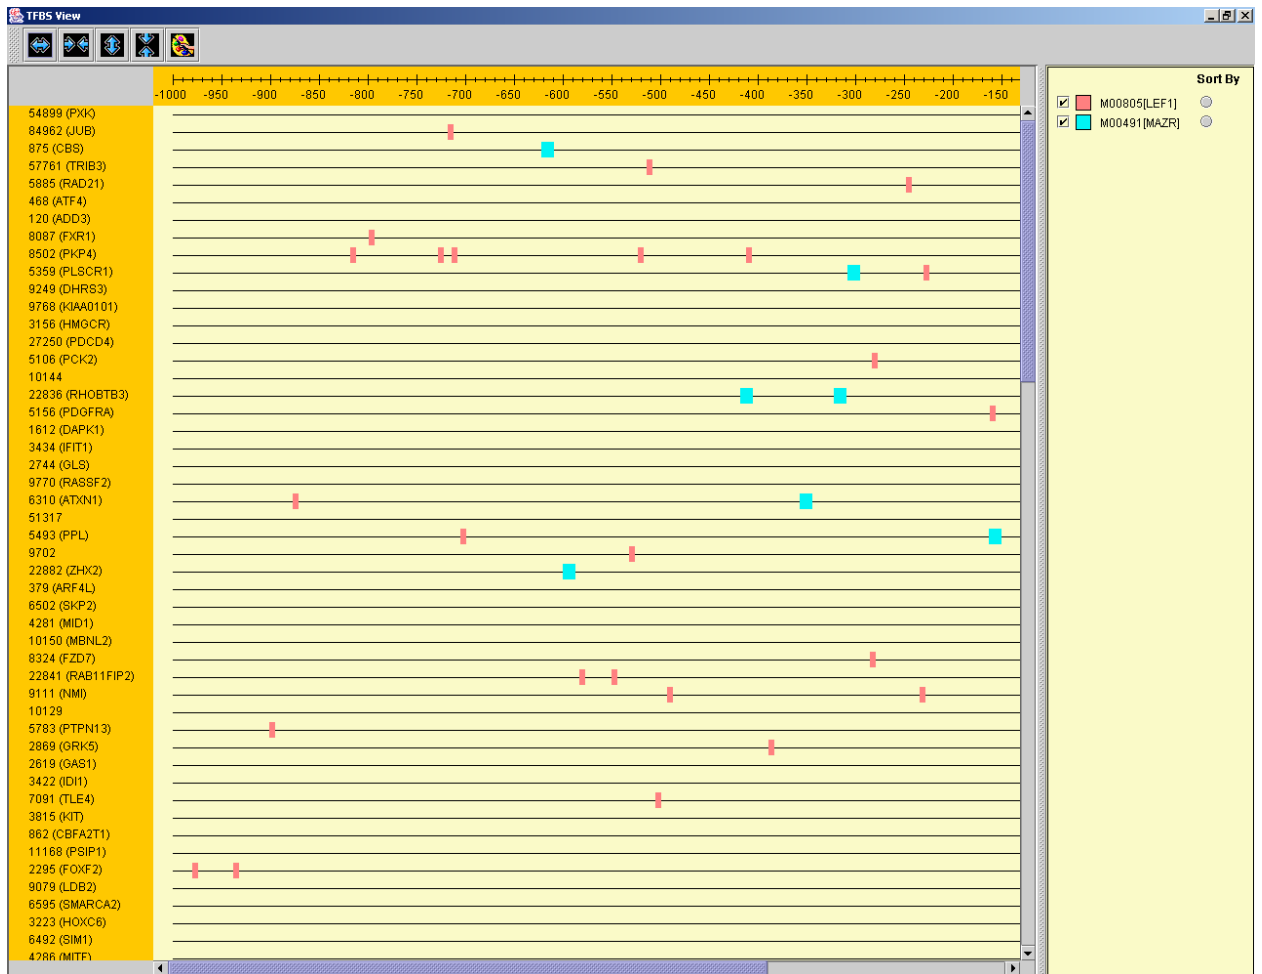 TFBS View
-1000 -950 -900 -850 -800 -750 -700 -650 -600 -550 -500 -450 -400 -350 -300 -250 -200 -150
Sort By
M00805[LEF1]
M00491[MAZR]
54899 (PXK)
84962 (JUB)
875 (CBS)
57761 (TRIB3)
5885 (RAD21)
468 (ATF4)
120 (ADD3)
8087 (FXR1)
8502 (PKP4)
5359 (PLSCR1)
9249 (DHRS3)
9768 (KIAA0101)
3156 (HMGCR)
27250 (PDCD4)
5106 (PCK2)
10144
22836 (RHOBTB3)
5156 (PDGFRA)
1612 (DAPK1)
3434 (IFIT1)
2744 (GLS)
9770 (RASSF2)
6310 (ATXN1)
51317
5493 (PPL)
9702
22882 (ZHX2)
379 (ARF4L)
6502 (SKP2)
4281 (MID1)
10150 (MBNL2)
8324 (FZD7)
22841 (RAB11FIP2)
9111 (NMI)
10129
5783 (PTPN13)
2869 (GRK5)
2619 (GAS1)
3422 (IDI1)
7091 (TLE4)
3815 (KIT)
862 (CBFA2T1)
11168 (PSIP1)
2295 (FOXF2)
9079 (LDB2)
6595 (SMARCA2)
3223 (HOXC6)
6492 (SIM1)
4286 (MITF)